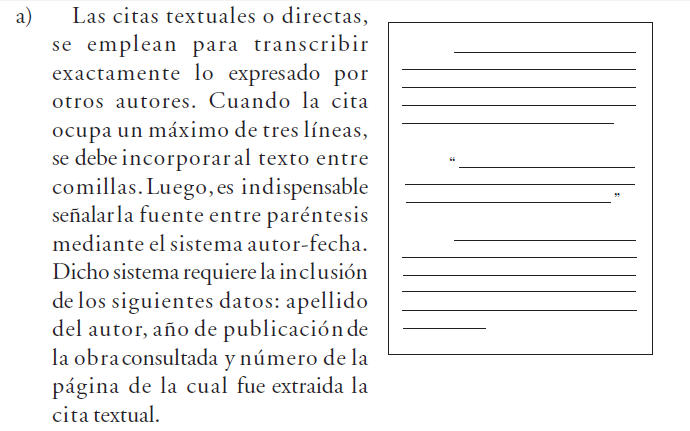 a) Las citas textuales o directas,
se emplean para transcribir
exactamente lo expresado por
otros autores. Cuando la cita
ocupa un máximo de tres líneas,
se debe incorporar al texto entre
comillas. Luego, es indispensable
señalar la fuente entre paréntesis
mediante el sistema autor-fecha.
Dicho sistema requiere la inclusión
de los siguientes datos: apellido
del autor, año de publicación de
la obra consultada y número de la
página de la cual fue extraida la
cita textual.
“
”